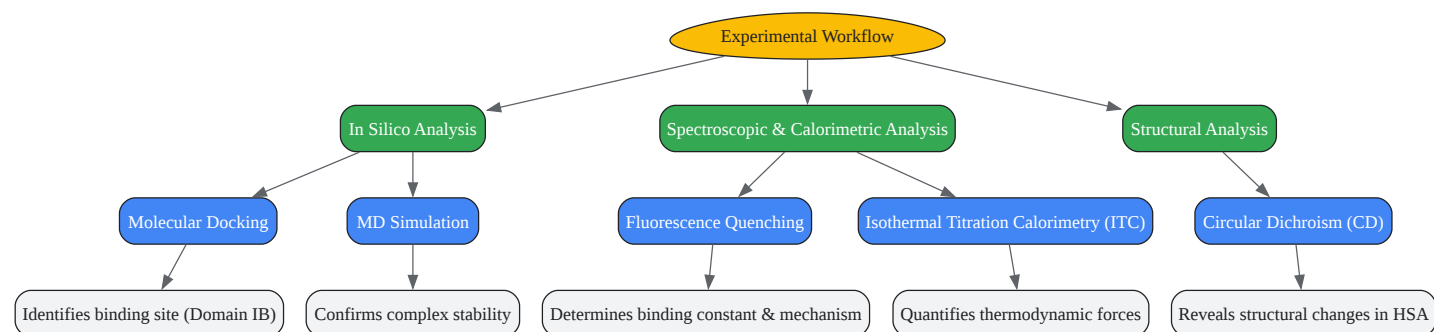 Experimental Workflow
In Silico Analysis
Spectroscopic & Calorimetric Analysis
Structural Analysis
Molecular Docking
MD Simulation
Fluorescence Quenching
Isothermal Titration Calorimetry (ITC)
Circular Dichroism (CD)
Identifies binding site (Domain IB)
Confirms complex stability
Determines binding constant & mechanism
Quantifies thermodynamic forces
Reveals structural changes in HSA